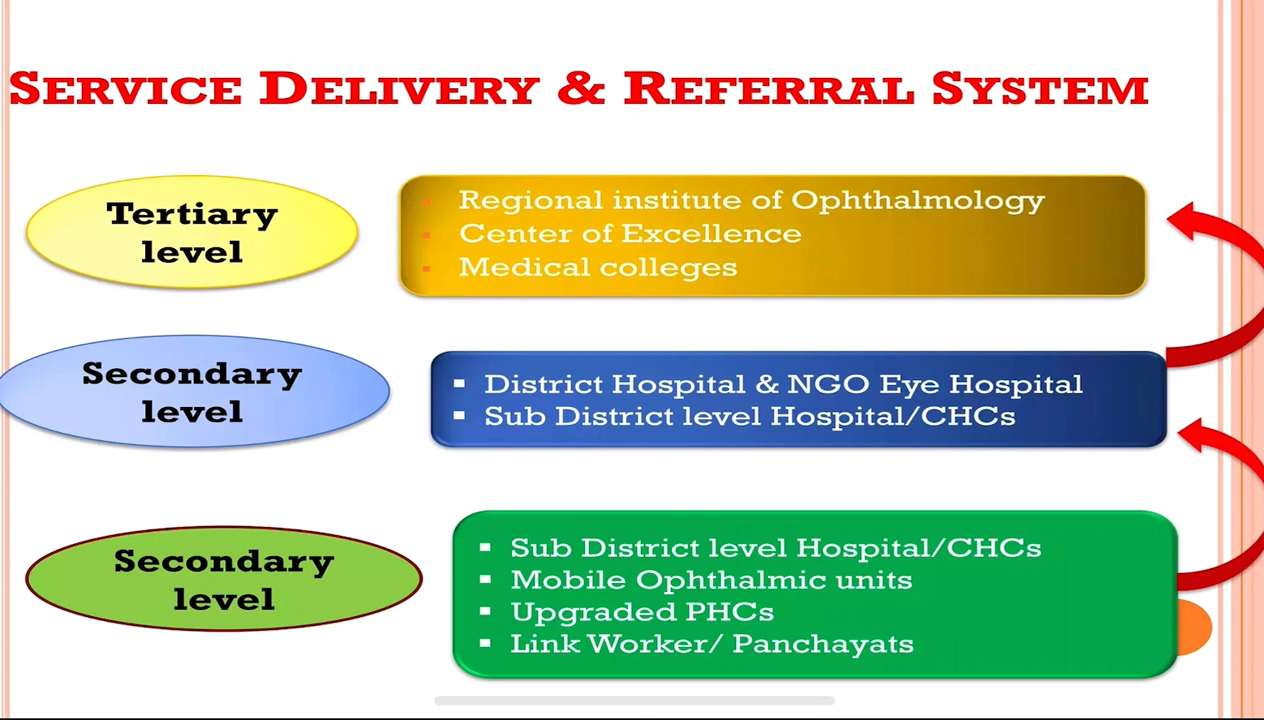 SERVICE DELIVERY & REFERRAL SYSTEM
Tertiary
level
Regional institute of Ophthalmology
Center of Excellence
Medical colleges
Secondary
level
District Hospital & NGO Eye Hospital
Sub District level Hospital/CHCs
Secondary
level
Sub District level Hospital/CHCs
Mobile Ophthalmic units
Upgraded PHCs
Link Worker/ Panchayats